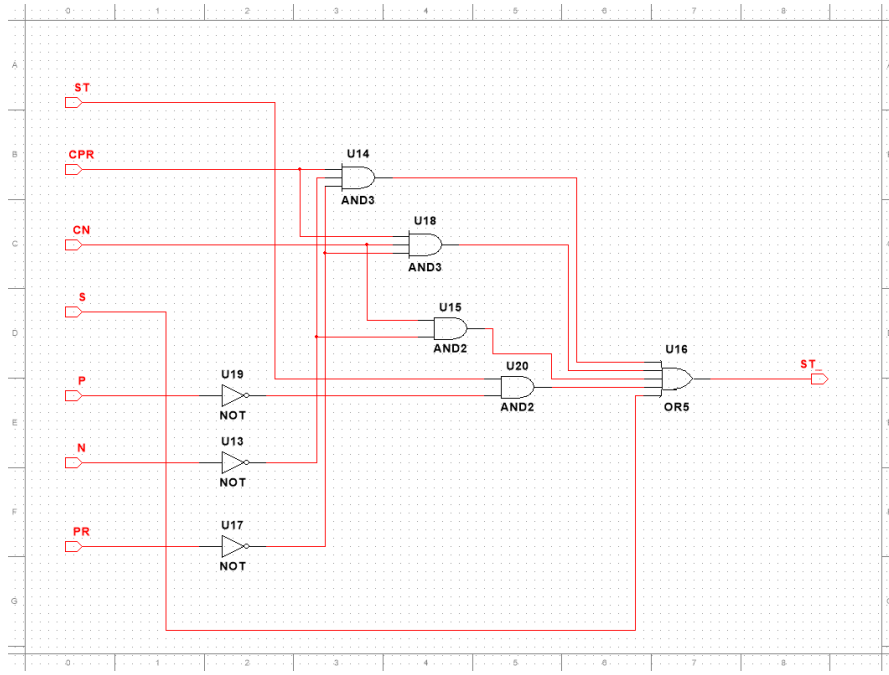 0 1 2 3 4 5 6 7 8
A
ST
B
CPR
U14
AND3
C
CN
U18
AND3
D
S
U15
AND2
U16
OR5
ST_
U20
AND2
E
P
U19
NOT
N
U13
NOT
F
PR
U17
NOT
G
0 1 2 3 4 5 6 7 8